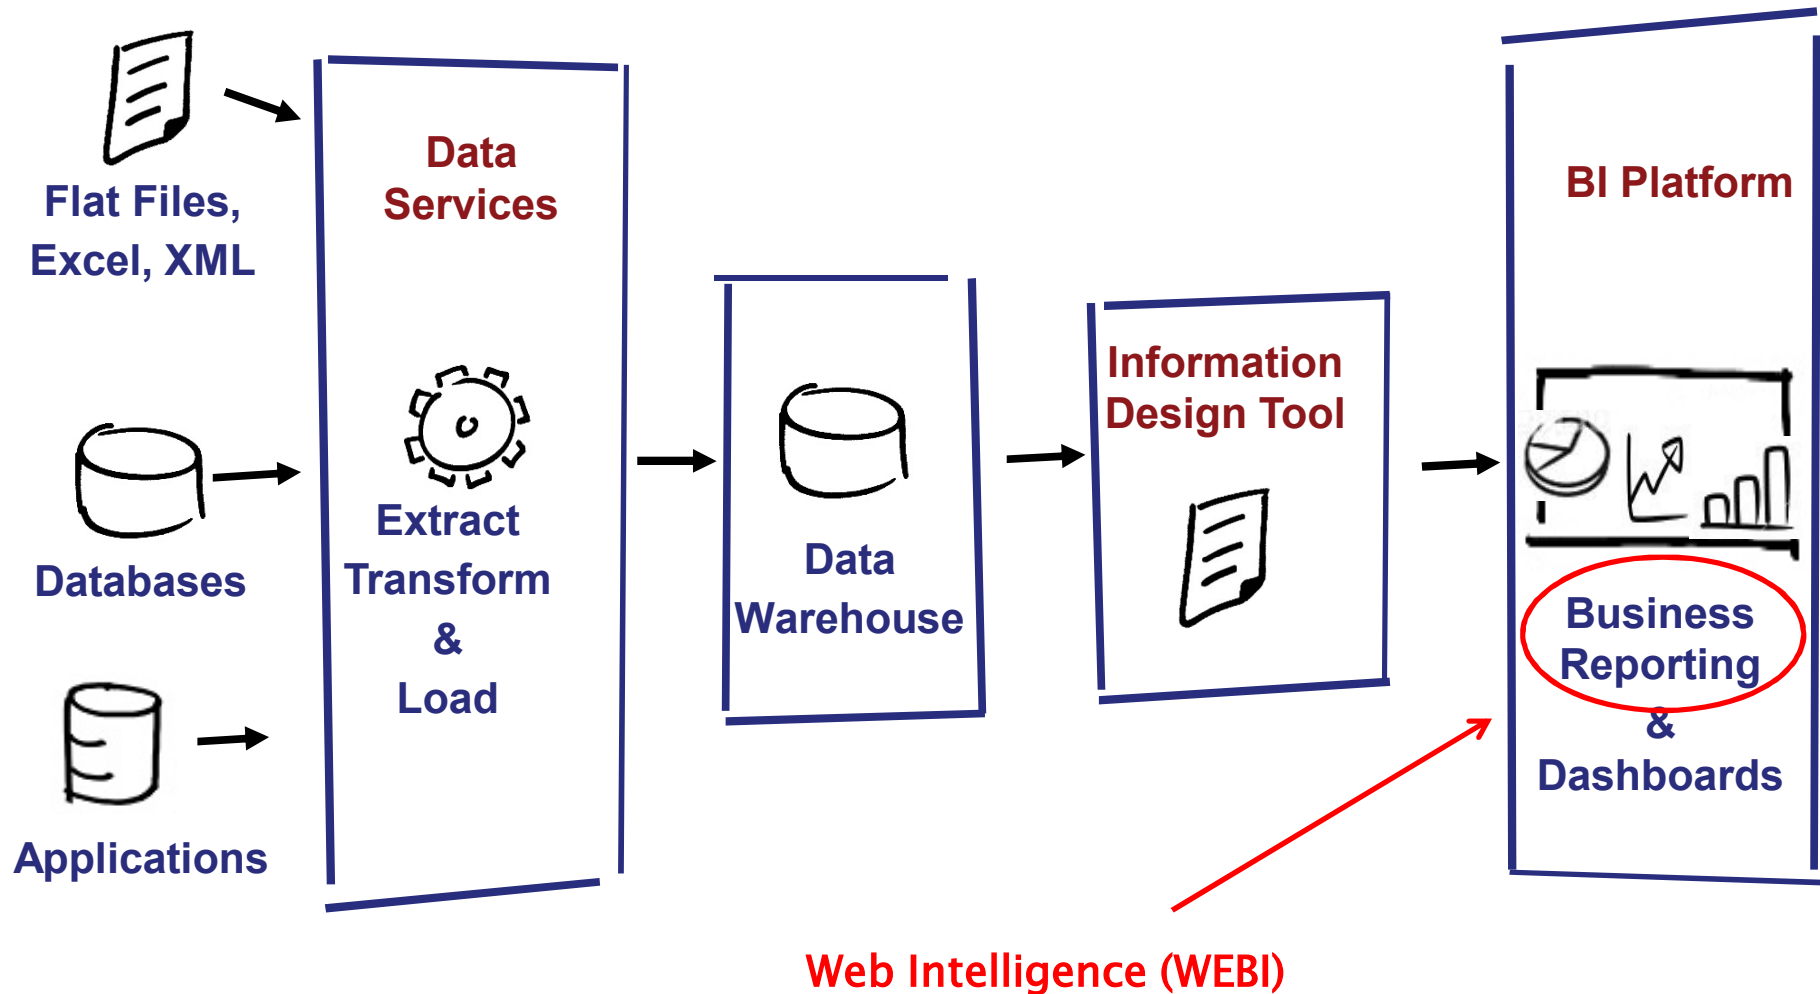 Flat Files,
Excel, XML
Databases
Applications
Data
Services
Extract
Transform
&
Load
Data
Warehouse
Information
Design Tool
BI Platform
Business
Reporting
&
Dashboards
Web Intelligence (WEBI)